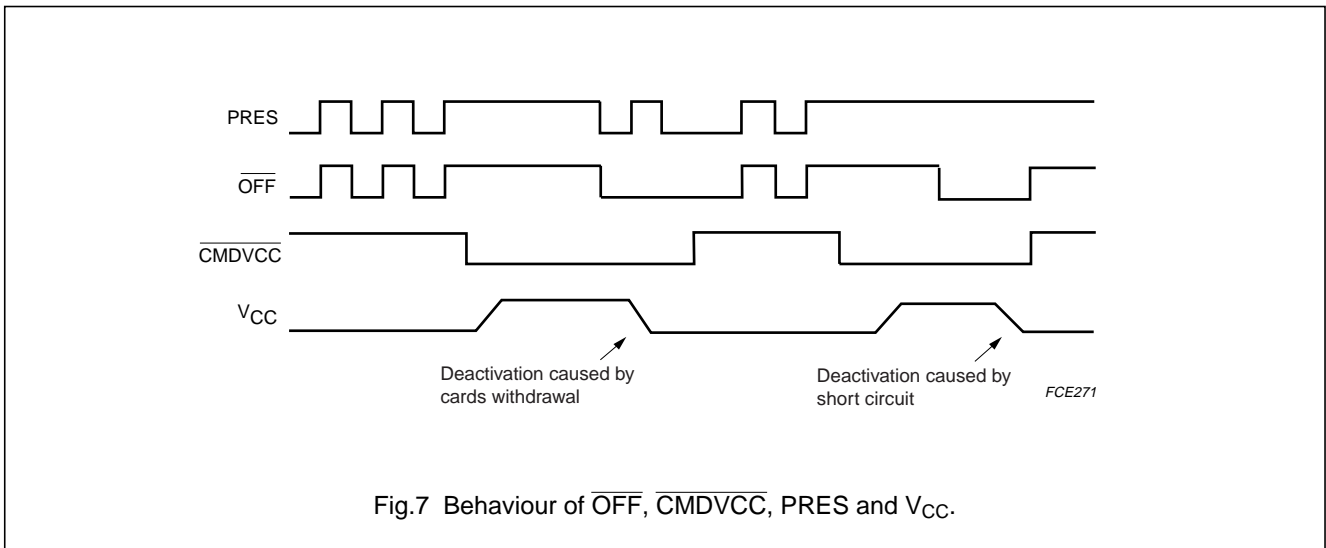 PRES
OFF
CMDVCC
VCC
Deactivation caused by
cards withdrawal
Deactivation caused by
short circuit
FCE271
Fig.7 Behaviour of OFF, CMDVCC, PRES and VCC.